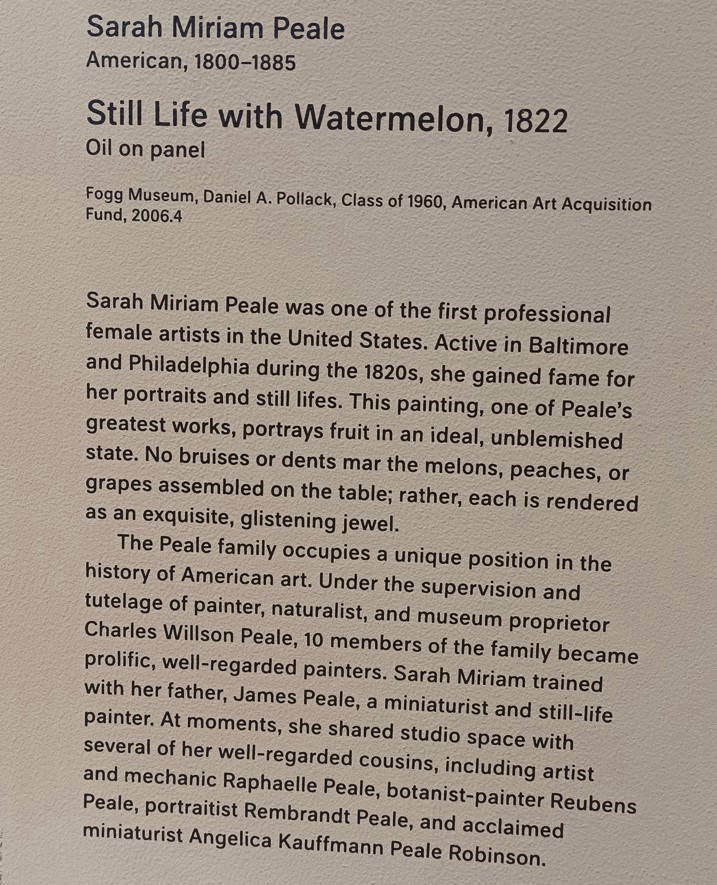 Sarah Miriam Peale
American, 1800–1885
Still Life with Watermelon, 1822
Oil on panel
Fogg Museum, Daniel A. Pollack, Class of 1960, American Art Acquisition
Fund, 2006.4
Sarah Miriam Peale was one of the first professional
female artists in the United States. Active in Baltimore
and Philadelphia during the 1820s, she gained fame for
her portraits and still lifes. This painting, one of Peale’s
greatest works, portrays fruit in an ideal, unblemished
state. No bruises or dents mar the melons, peaches, or
grapes assembled on the table; rather, each is rendered
as an exquisite, glistening jewel.
The Peale family occupies a unique position in the
history of American art. Under the supervision and
tutelage of painter, naturalist, and museum proprietor
Charles Willson Peale, 10 members of the family became
prolific, well-regarded painters. Sarah Miriam trained
with her father, James Peale, a miniaturist and still-life
painter. At moments, she shared studio space with
several of her well-regarded cousins, including artist
and mechanic Raphaelle Peale, botanist-painter Reubens
Peale, portraitist Rembrandt Peale, and acclaimed
miniaturist Angelica Kauffmann Peale Robinson.